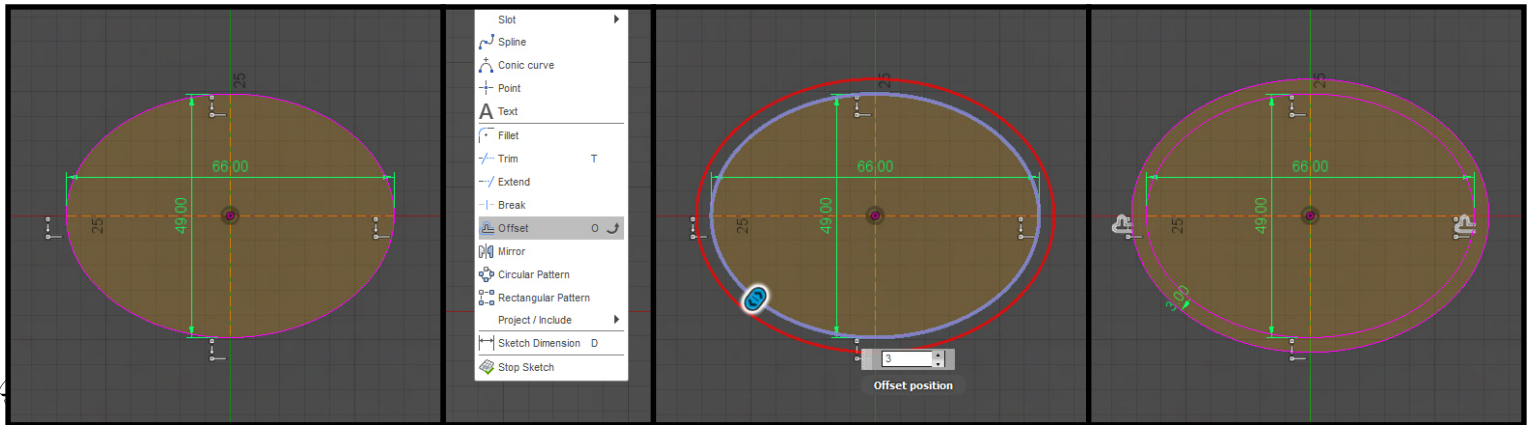 25
66.00
49.00
25
Slot
Spline
Conic curve
Point
A Text
Fillet
Trim T
Extend
Break
Offset O
Mirror
Circular Pattern
Rectangular Pattern
Project / Include
Sketch Dimension D
Stop Sketch
25
66.00
49.00
25
3
Offset position
25
66.00
49.00
25
3.00